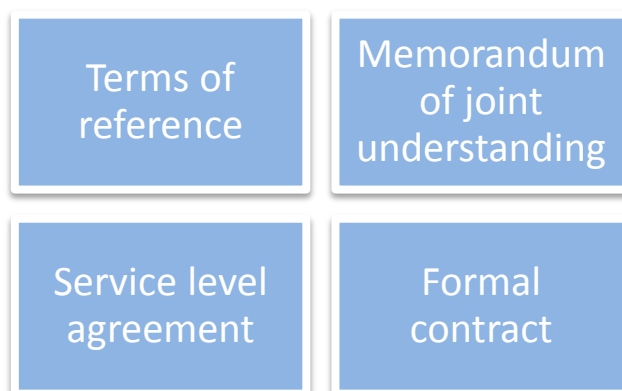 Terms of
reference
Memorandum
of joint
understanding
Service level
agreement
Formal
contract